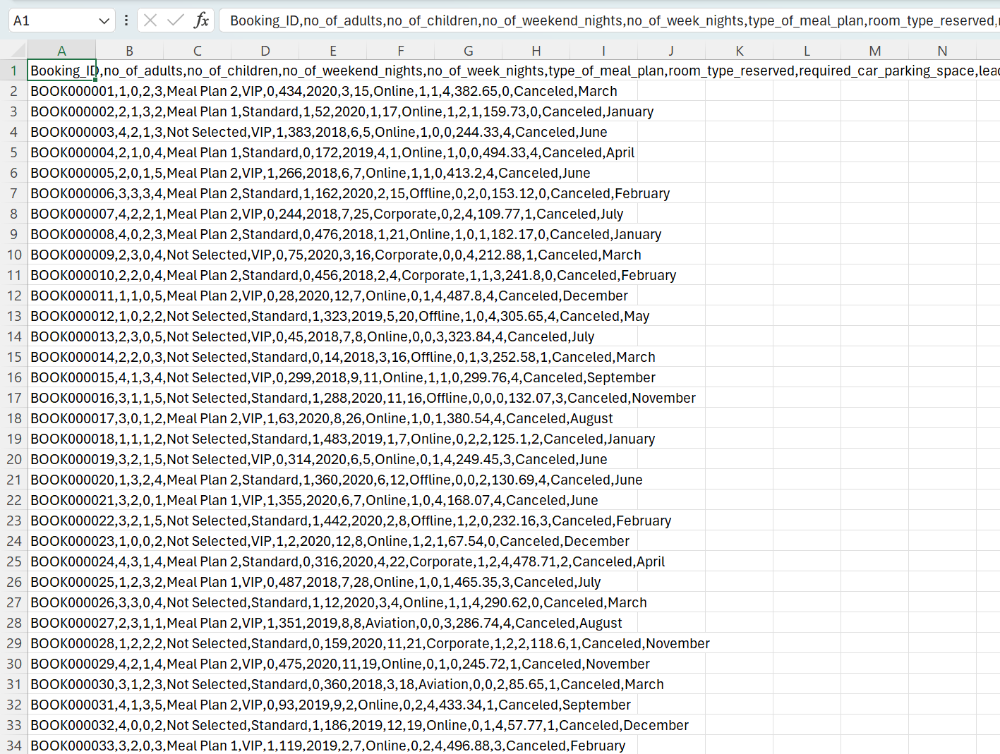 A1
fx
Booking_ID,no_of_adults,no_of_children,no_of_weekend_nights,no_of_week_nights,type_of_meal_plan,room_type_reserved,
A B C D E F G H I J K L M N
1 Booking_ID,no_of_adults,no_of_children,no_of_weekend_nights,no_of_week_nights,type_of_meal_plan,room_type_reserved,required_car_parking_space,lea
2 BOOK000001,1,0,2,3,Meal Plan 2,VIP,0,434,2020,3,15,Online,1,1,4,382.65,0,Canceled,March
3 BOOK000002,2,1,3,2,Meal Plan 1,Standard,1,52,2020,1,17,Online,1,2,1,159.73,0,Canceled,January
4 BOOK000003,4,2,1,3,Not Selected,VIP,1,383,2018,6,5,Online,1,0,0,244.33,4,Canceled,June
5 BOOK000004,2,1,0,4,Meal Plan 1,Standard,0,172,2019,4,1,Online,1,0,0,494.33,4,Canceled,April
6 BOOK000005,2,0,1,5,Meal Plan 2,VIP,1,266,2018,6,7,Online,1,1,0,413.2,4,Canceled,June
7 BOOK000006,3,3,3,4,Meal Plan 2,Standard,1,162,2020,2,15,Offline,0,2,0,153.12,0,Canceled,February
8 BOOK000007,4,2,2,1,Meal Plan 2,VIP,0,244,2018,7,25,Corporate,0,2,4,109.77,1,Canceled,July
9 BOOK000008,4,0,2,3,Meal Plan 2,Standard,0,476,2018,1,21,Online,1,0,1,182.17,0,Canceled,January
10 BOOK000009,2,3,0,4,Not Selected,VIP,0,75,2020,3,16,Corporate,0,0,4,212.88,1,Canceled,March
11 BOOK000010,2,2,0,4,Meal Plan 2,Standard,0,456,2018,2,4,Corporate,1,1,3,241.8,0,Canceled,February
12 BOOK000011,1,1,0,5,Meal Plan 2,VIP,0,28,2020,12,7,Online,0,1,4,487.8,4,Canceled,December
13 BOOK000012,1,0,2,2,Not Selected,Standard,1,323,2019,5,20,Offline,1,0,4,305.65,4,Canceled,May
14 BOOK000013,2,3,0,5,Not Selected,VIP,0,45,2018,7,8,Online,0,0,3,323.84,4,Canceled,July
15 BOOK000014,2,2,0,3,Not Selected,Standard,0,14,2018,3,16,Offline,0,1,3,252.58,1,Canceled,March
16 BOOK000015,4,1,3,4,Not Selected,VIP,0,299,2018,9,11,Online,1,1,0,299.76,4,Canceled,September
17 BOOK000016,3,1,1,5,Not Selected,Standard,1,288,2020,11,16,Offline,0,0,0,132.07,3,Canceled,November
18 BOOK000017,3,0,1,2,Meal Plan 2,VIP,1,63,2020,8,26,Online,1,0,1,380.54,4,Canceled,August
19 BOOK000018,1,1,1,2,Not Selected,Standard,1,483,2019,1,7,Online,0,2,2,125.1,2,Canceled,January
20 BOOK000019,3,2,1,5,Not Selected,VIP,0,314,2020,6,5,Online,0,1,4,249.45,3,Canceled,June
21 BOOK000020,1,3,2,4,Meal Plan 2,Standard,1,360,2020,6,12,Offline,0,0,2,130.69,4,Canceled,June
22 BOOK000021,3,2,0,1,Meal Plan 1,VIP,1,355,2020,6,7,Online,1,0,4,168.07,4,Canceled,June
23 BOOK000022,3,2,1,5,Not Selected,Standard,1,442,2020,2,8,Offline,1,2,0,232.16,3,Canceled,February
24 BOOK000023,1,0,0,2,Not Selected,VIP,1,2,2020,12,8,Online,1,2,1,67.54,0,Canceled,December
25 BOOK000024,4,3,1,4,Meal Plan 2,Standard,0,316,2020,4,22,Corporate,1,2,4,478.71,2,Canceled,April
26 BOOK000025,1,2,3,2,Meal Plan 1,VIP,0,487,2018,7,28,Online,1,0,1,465.35,3,Canceled,July
27 BOOK000026,3,3,0,4,Not Selected,Standard,1,12,2020,3,4,Online,1,1,4,290.62,0,Canceled,March
28 BOOK000027,2,3,1,1,Meal Plan 2,VIP,1,351,2019,8,8,Aviation,0,0,3,286.74,4,Canceled,August
29 BOOK000028,1,2,2,2,Not Selected,Standard,0,159,2020,11,21,Corporate,1,2,2,118.6,1,Canceled,November
30 BOOK000029,4,2,1,4,Meal Plan 2,VIP,0,475,2020,11,19,Online,0,1,0,245.72,1,Canceled,November
31 BOOK000030,3,1,2,3,Not Selected,Standard,0,360,2018,3,18,Aviation,0,0,2,85.65,1,Canceled,March
32 BOOK000031,4,1,3,5,Meal Plan 2,VIP,0,93,2019,9,2,Online,0,2,4,433.34,1,Canceled,September
33 BOOK000032,4,0,0,2,Not Selected,Standard,1,186,2019,12,19,Online,0,1,4,57.77,1,Canceled,December
34 BOOK000033,3,2,0,3,Meal Plan 1,VIP,1,119,2019,2,7,Online,0,2,4,496.88,3,Canceled,February